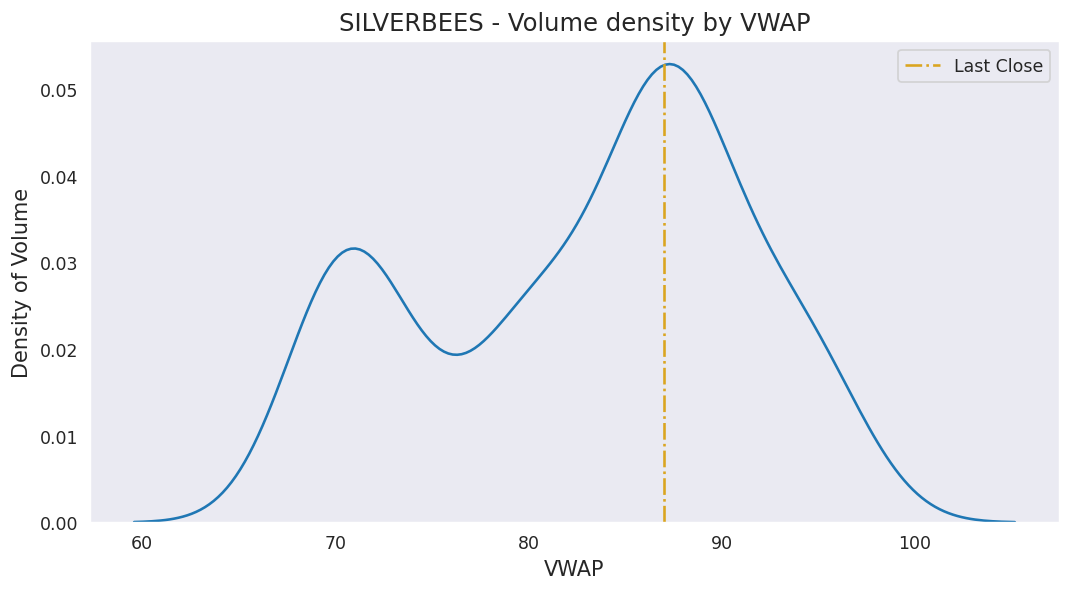 SILVERBEES - Volume density by VWAP
Last Close
Density of Volume
0.05
0.04
0.03
0.02
0.01
0.00
60 70 80 90 100
VWAP